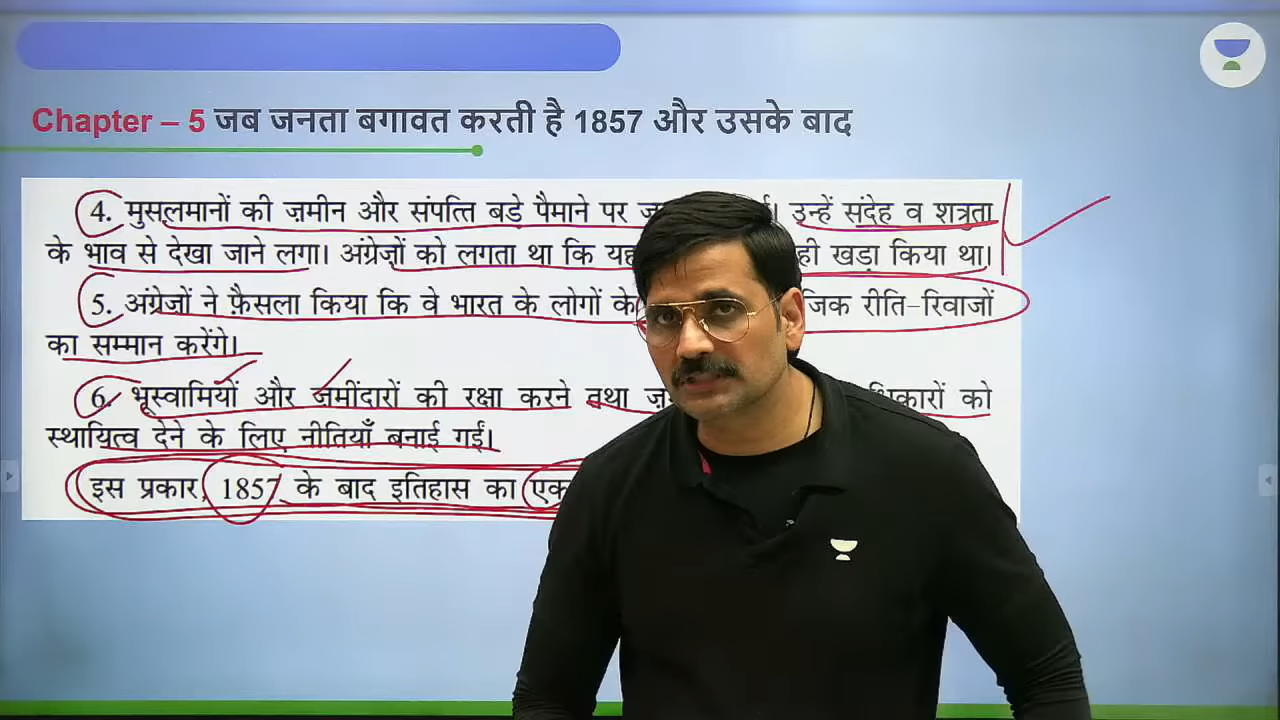 Chapter – 5 जब जनता बगावत करती है 1857 और उसके बाद
4. मुसलमानों की ज़मीन और संपत्ति बड़े पैमाने पर उन्हें संदेह व शत्रुता
के भाव से देखा जाने लगा। अंग्रेज़ों को लगता था कि यह ही खड़ा किया था।
5. अंग्रेज़ों ने फ़ैसला किया कि वे भारत के लोगों के रीति-रिवाजों
का सम्मान करेंगे।
6. भूस्वामियों और ज़मींदारों की रक्षा करने तथा को
स्थायित्व देने के लिए नीतियाँ बनाई गईं।
इस प्रकार, 1857 के बाद इतिहास का एक